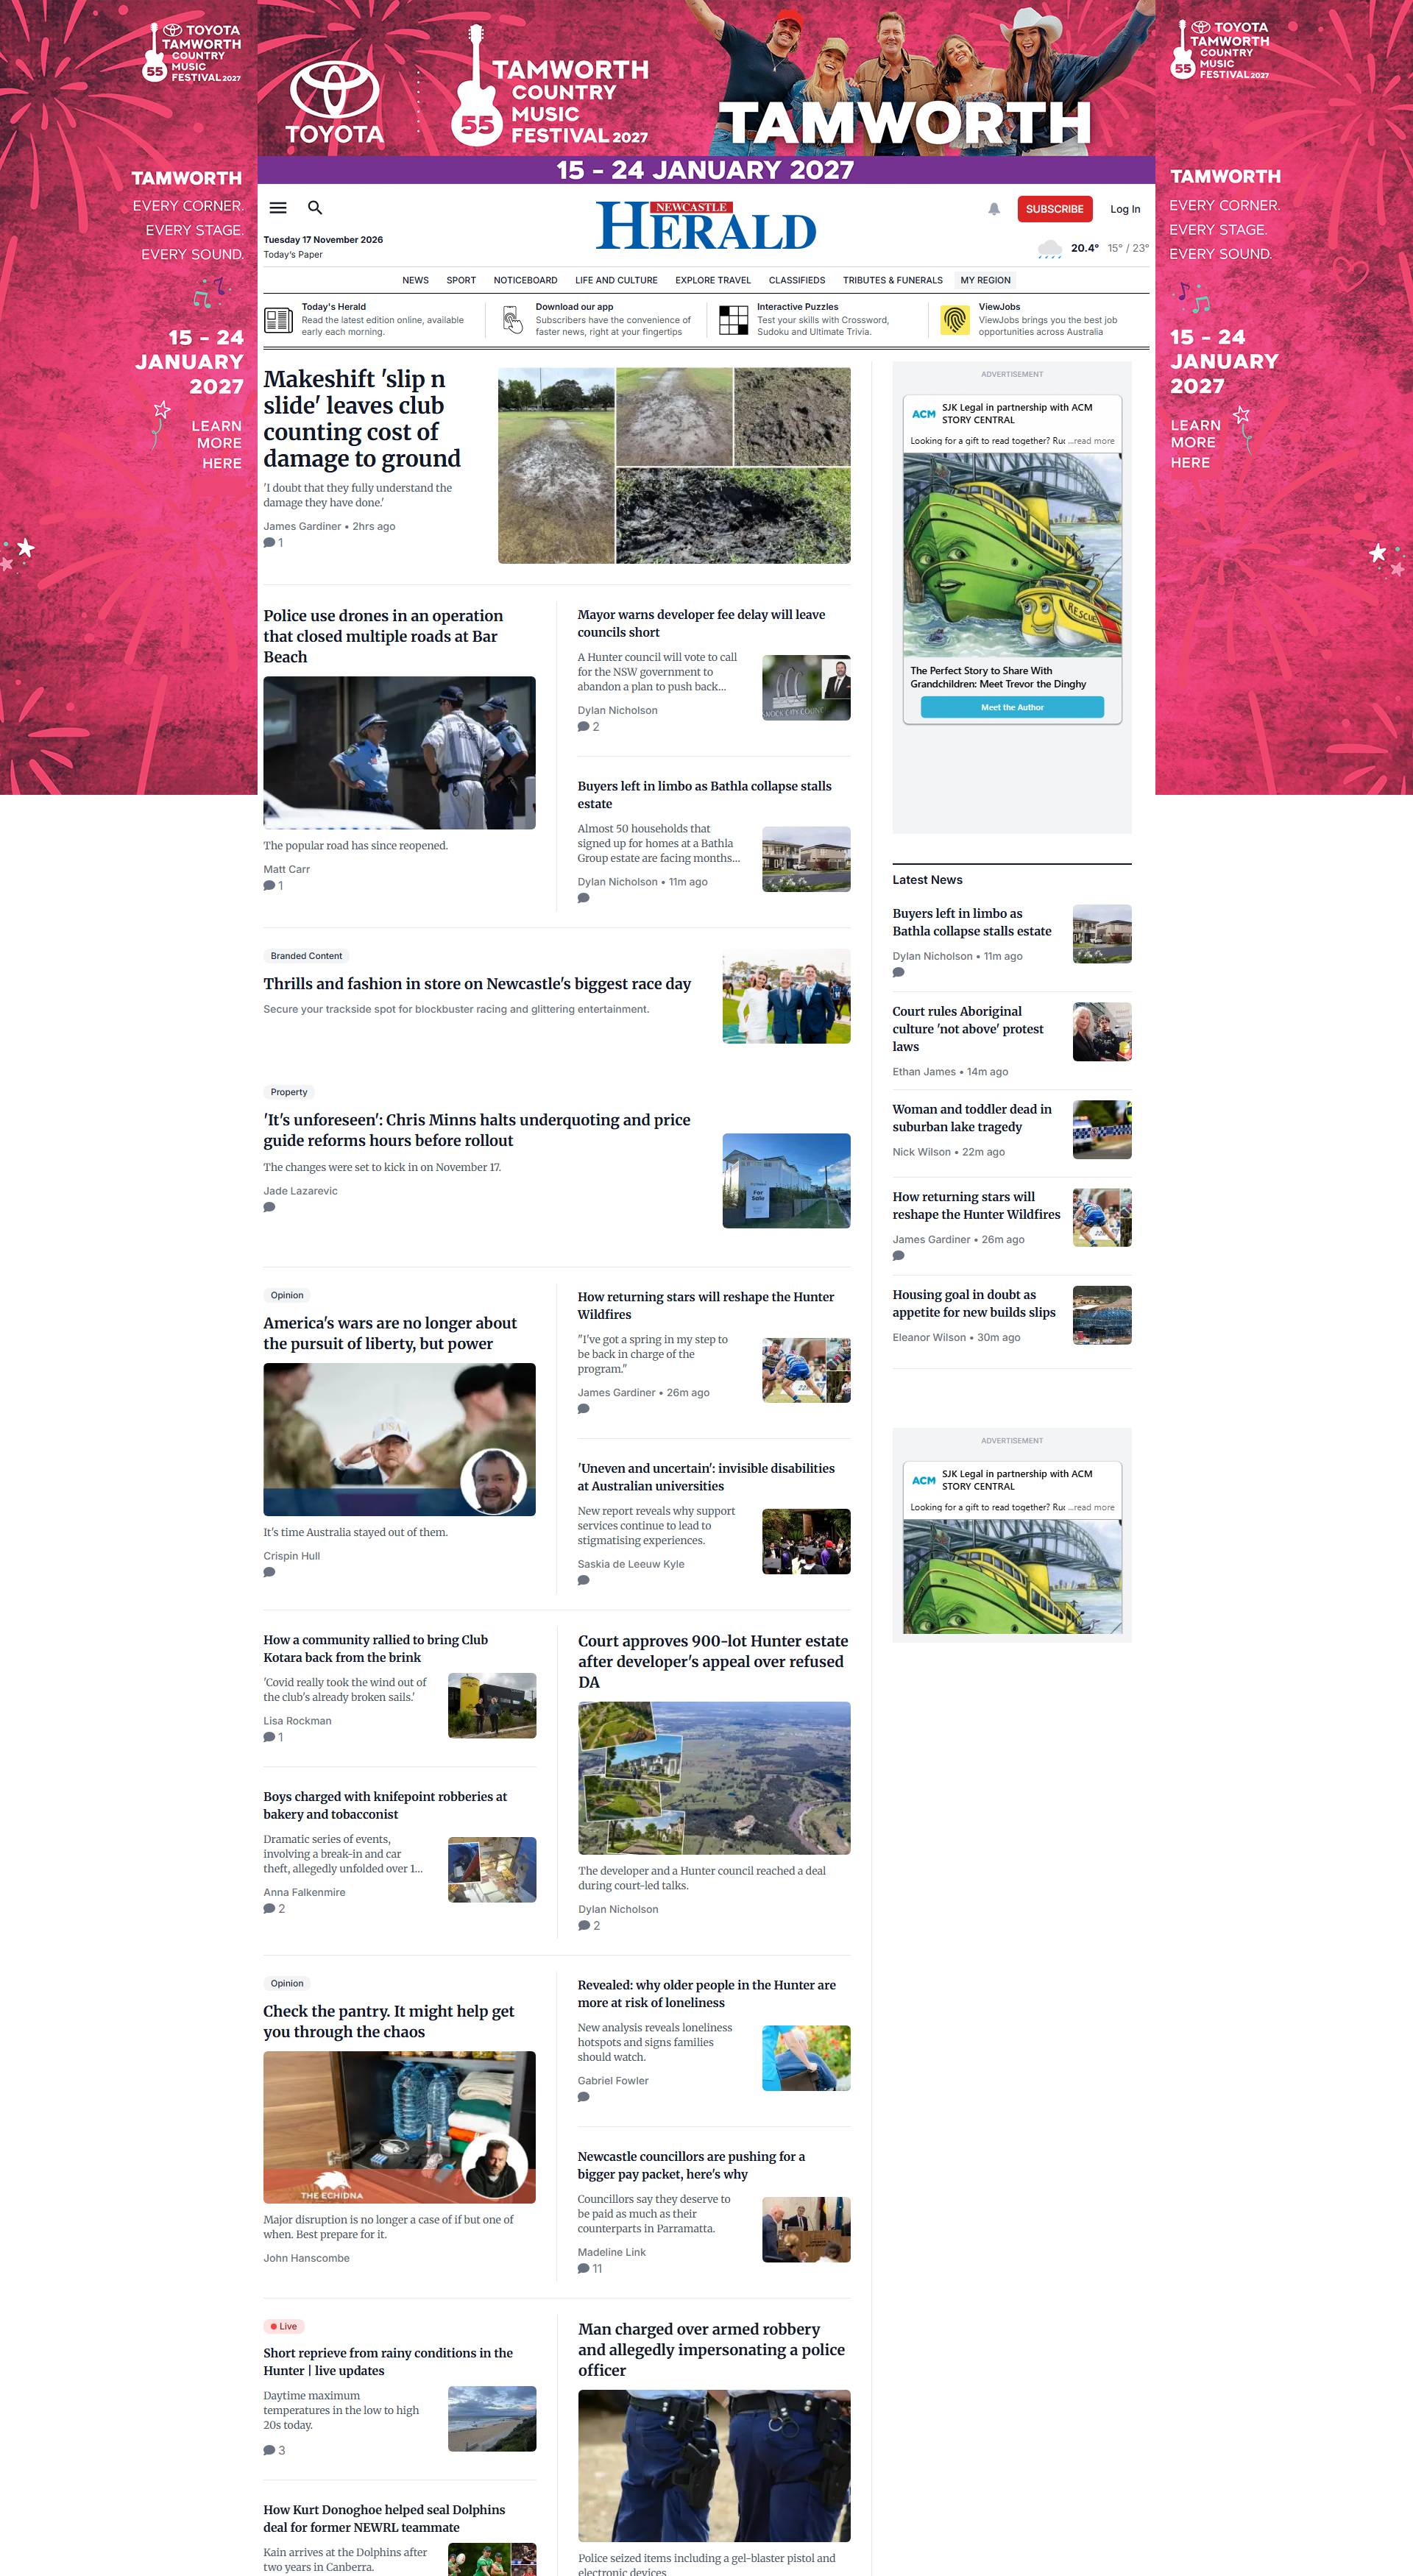 TOYOTA
TAMWORTH
COUNTRY
MUSIC
FESTIVAL 2027
55
TAMWORTH
EVERY CORNER.
EVERY STAGE.
EVERY SOUND.
15 - 24
JANUARY
2027
LEARN
MORE
HERE
TOYOTA
55
TAMWORTH
COUNTRY
MUSIC
FESTIVAL 2027
TAMWORTH
15 - 24 JANUARY 2027
TOYOTA
TAMWORTH
COUNTRY
MUSIC
FESTIVAL 2027
55
TAMWORTH
EVERY CORNER.
EVERY STAGE.
EVERY SOUND.
15 - 24
JANUARY
2027
LEARN
MORE
HERE
NEWCASTLE
HERALD
SUBSCRIBE
Log In
Tuesday 17 November 2026
Today's Paper
20.4° 15° / 23°
NEWS SPORT NOTICEBOARD LIFE AND CULTURE EXPLORE TRAVEL CLASSIFIEDS TRIBUTES & FUNERALS MY REGION
Today's Herald
Read the latest edition online, available
early each morning.
Download our app
Subscribers have the convenience of
faster news, right at your fingertips
Interactive Puzzles
Test your skills with Crossword,
Sudoku and Ultimate Trivia.
ViewJobs
ViewJobs brings you the best job
opportunities across Australia
Makeshift 'slip n
slide' leaves club
counting cost of
damage to ground
'I doubt that they fully understand the
damage they have done.'
James Gardiner • 2hrs ago
1
Police use drones in an operation
that closed multiple roads at Bar
Beach
The popular road has since reopened.
Matt Carr
1
Mayor warns developer fee delay will leave
councils short
A Hunter council will vote to call
for the NSW government to
abandon a plan to push back...
Dylan Nicholson
2
Buyers left in limbo as Bathla collapse stalls
estate
Almost 50 households that
signed up for homes at a Bathla
Group estate are facing months...
Dylan Nicholson • 11m ago
Branded Content
Thrills and fashion in store on Newcastle's biggest race day
Secure your trackside spot for blockbuster racing and glittering entertainment.
Property
'It's unforeseen': Chris Minns halts underquoting and price
guide reforms hours before rollout
The changes were set to kick in on November 17.
Jade Lazarevic
For
Sale
Opinion
America's wars are no longer about
the pursuit of liberty, but power
USA
It's time Australia stayed out of them.
Crispin Hull
How returning stars will reshape the Hunter
Wildfires
"I've got a spring in my step to
be back in charge of the
program."
James Gardiner • 26m ago
'Uneven and uncertain': invisible disabilities
at Australian universities
New report reveals why support
services continue to lead to
stigmatising experiences.
Saskia de Leeuw Kyle
How a community rallied to bring Club
Kotara back from the brink
'Covid really took the wind out of
the club's already broken sails.'
Lisa Rockman
1
Boys charged with knifepoint robberies at
bakery and tobacconist
Dramatic series of events,
involving a break-in and car
theft, allegedly unfolded over 1...
Anna Falkenmire
2
Court approves 900-lot Hunter estate
after developer's appeal over refused
DA
The developer and a Hunter council reached a deal
during court-led talks.
Dylan Nicholson
2
Opinion
Check the pantry. It might help get
you through the chaos
THE ECHIDNA
Major disruption is no longer a case of if but one of
when. Best prepare for it.
John Hanscombe
Revealed: why older people in the Hunter are
more at risk of loneliness
New analysis reveals loneliness
hotspots and signs families
should watch.
Gabriel Fowler
Newcastle councillors are pushing for a
bigger pay packet, here's why
Councillors say they deserve to
be paid as much as their
counterparts in Parramatta.
Madeline Link
11
Live
Short reprieve from rainy conditions in the
Hunter | live updates
Daytime maximum
temperatures in the low to high
20s today.
3
How Kurt Donoghoe helped seal Dolphins
deal for former NEWRL teammate
Kain arrives at the Dolphins after
two years in Canberra.
Man charged over armed robbery
and allegedly impersonating a police
officer
Police seized items including a gel-blaster pistol and
electronic devices
ADVERTISEMENT
ACM
SJK Legal in partnership with ACM
STORY CENTRAL
Looking for a gift to read together? Ru ...read more
RESCUE
The Perfect Story to Share With
Grandchildren: Meet Trevor the Dinghy
Meet the Author
Latest News
Buyers left in limbo as
Bathla collapse stalls estate
Dylan Nicholson • 11m ago
Court rules Aboriginal
culture 'not above' protest
laws
Ethan James • 14m ago
Woman and toddler dead in
suburban lake tragedy
Nick Wilson • 22m ago
How returning stars will
reshape the Hunter Wildfires
James Gardiner • 26m ago
Housing goal in doubt as
appetite for new builds slips
Eleanor Wilson • 30m ago
ADVERTISEMENT
ACM
SJK Legal in partnership with ACM
STORY CENTRAL
Looking for a gift to read together? Ru ...read more